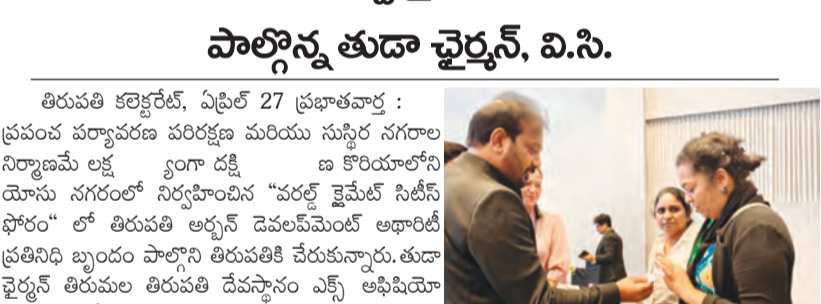 పాల్గొన్న తుడా ఛైర్మన్, వి.సి.
తిరుపతి కలెక్టరేట్, ఏప్రిల్ 27 ప్రభాతవార్త :
ప్రపంచ పర్యావరణ పరిరక్షణ మరియు సుస్థిర నగరాల
నిర్మాణమే లక్ష యంగా దక్షి ణ కొరియాలోని
యోసు నగరంలో నిర్వహించిన “వరల్డ్ క్లైమేట్ సిటీస్
ఫోరం“ లో తిరుపతి అర్బన్ డెవలప్‌మెంట్ అథారిటీ
ప్రతినిధి బృందం పాల్గొని తిరుపతికి చేరుకున్నారు.తుడా
ఛైర్మన్ తిరుమల తిరుపతి దేవస్థానం ఎక్స్ అఫిషియో